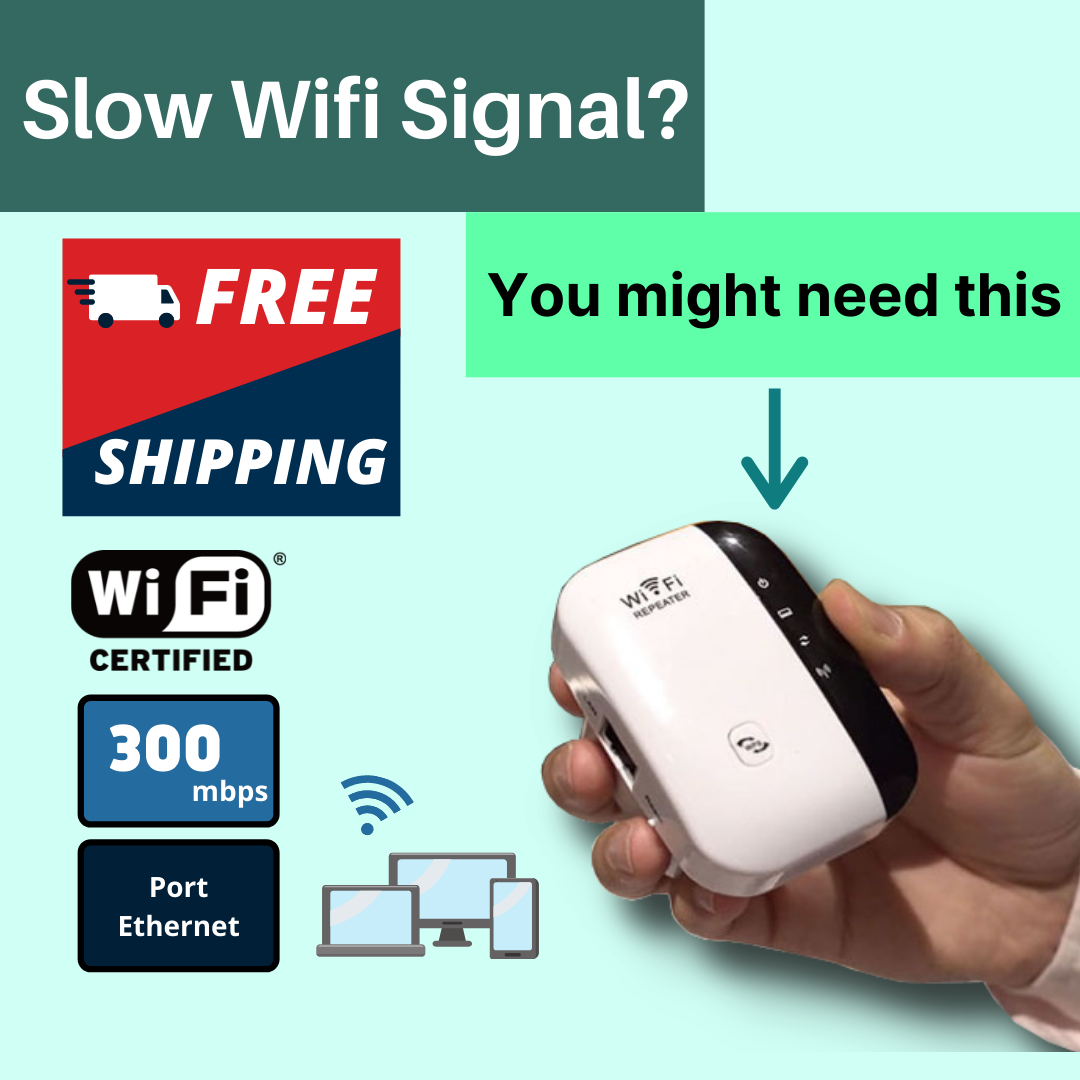 Slow Wifi Signal?
You might need this
FREE
SHIPPING
Wi Fi ®
CERTIFIED
300
mbps
Port
Ethernet
WiFi
REPEATER